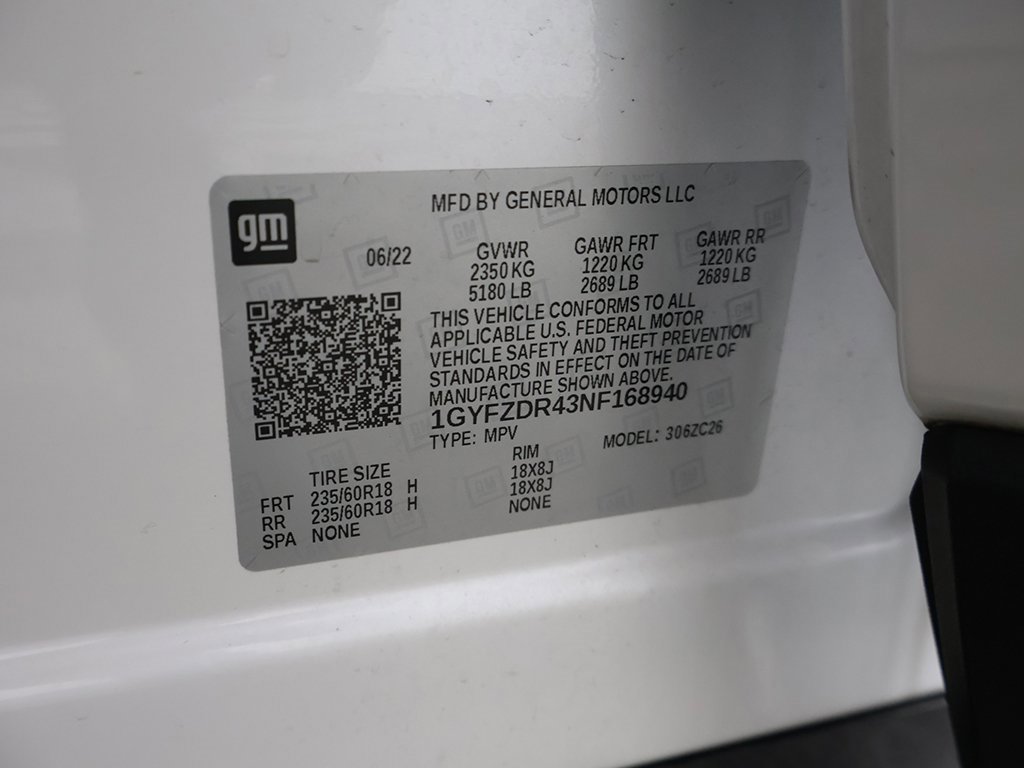 gm
MFD BY GENERAL MOTORS LLC
06/22
GVWR GAWR FRT GAWR RR
2350 KG 1220 KG 1220 KG
5180 LB 2689 LB 2689 LB
THIS VEHICLE CONFORMS TO ALL
APPLICABLE U.S. FEDERAL MOTOR
VEHICLE SAFETY AND THEFT PREVENTION
STANDARDS IN EFFECT ON THE DATE OF
MANUFACTURE SHOWN ABOVE.
1GYFZDR43NF168940
TYPE: MPV MODEL: 306ZC26
TIRE SIZE RIM
FRT 235/60R18 H 18X8J
RR 235/60R18 H 18X8J
SPA NONE NONE